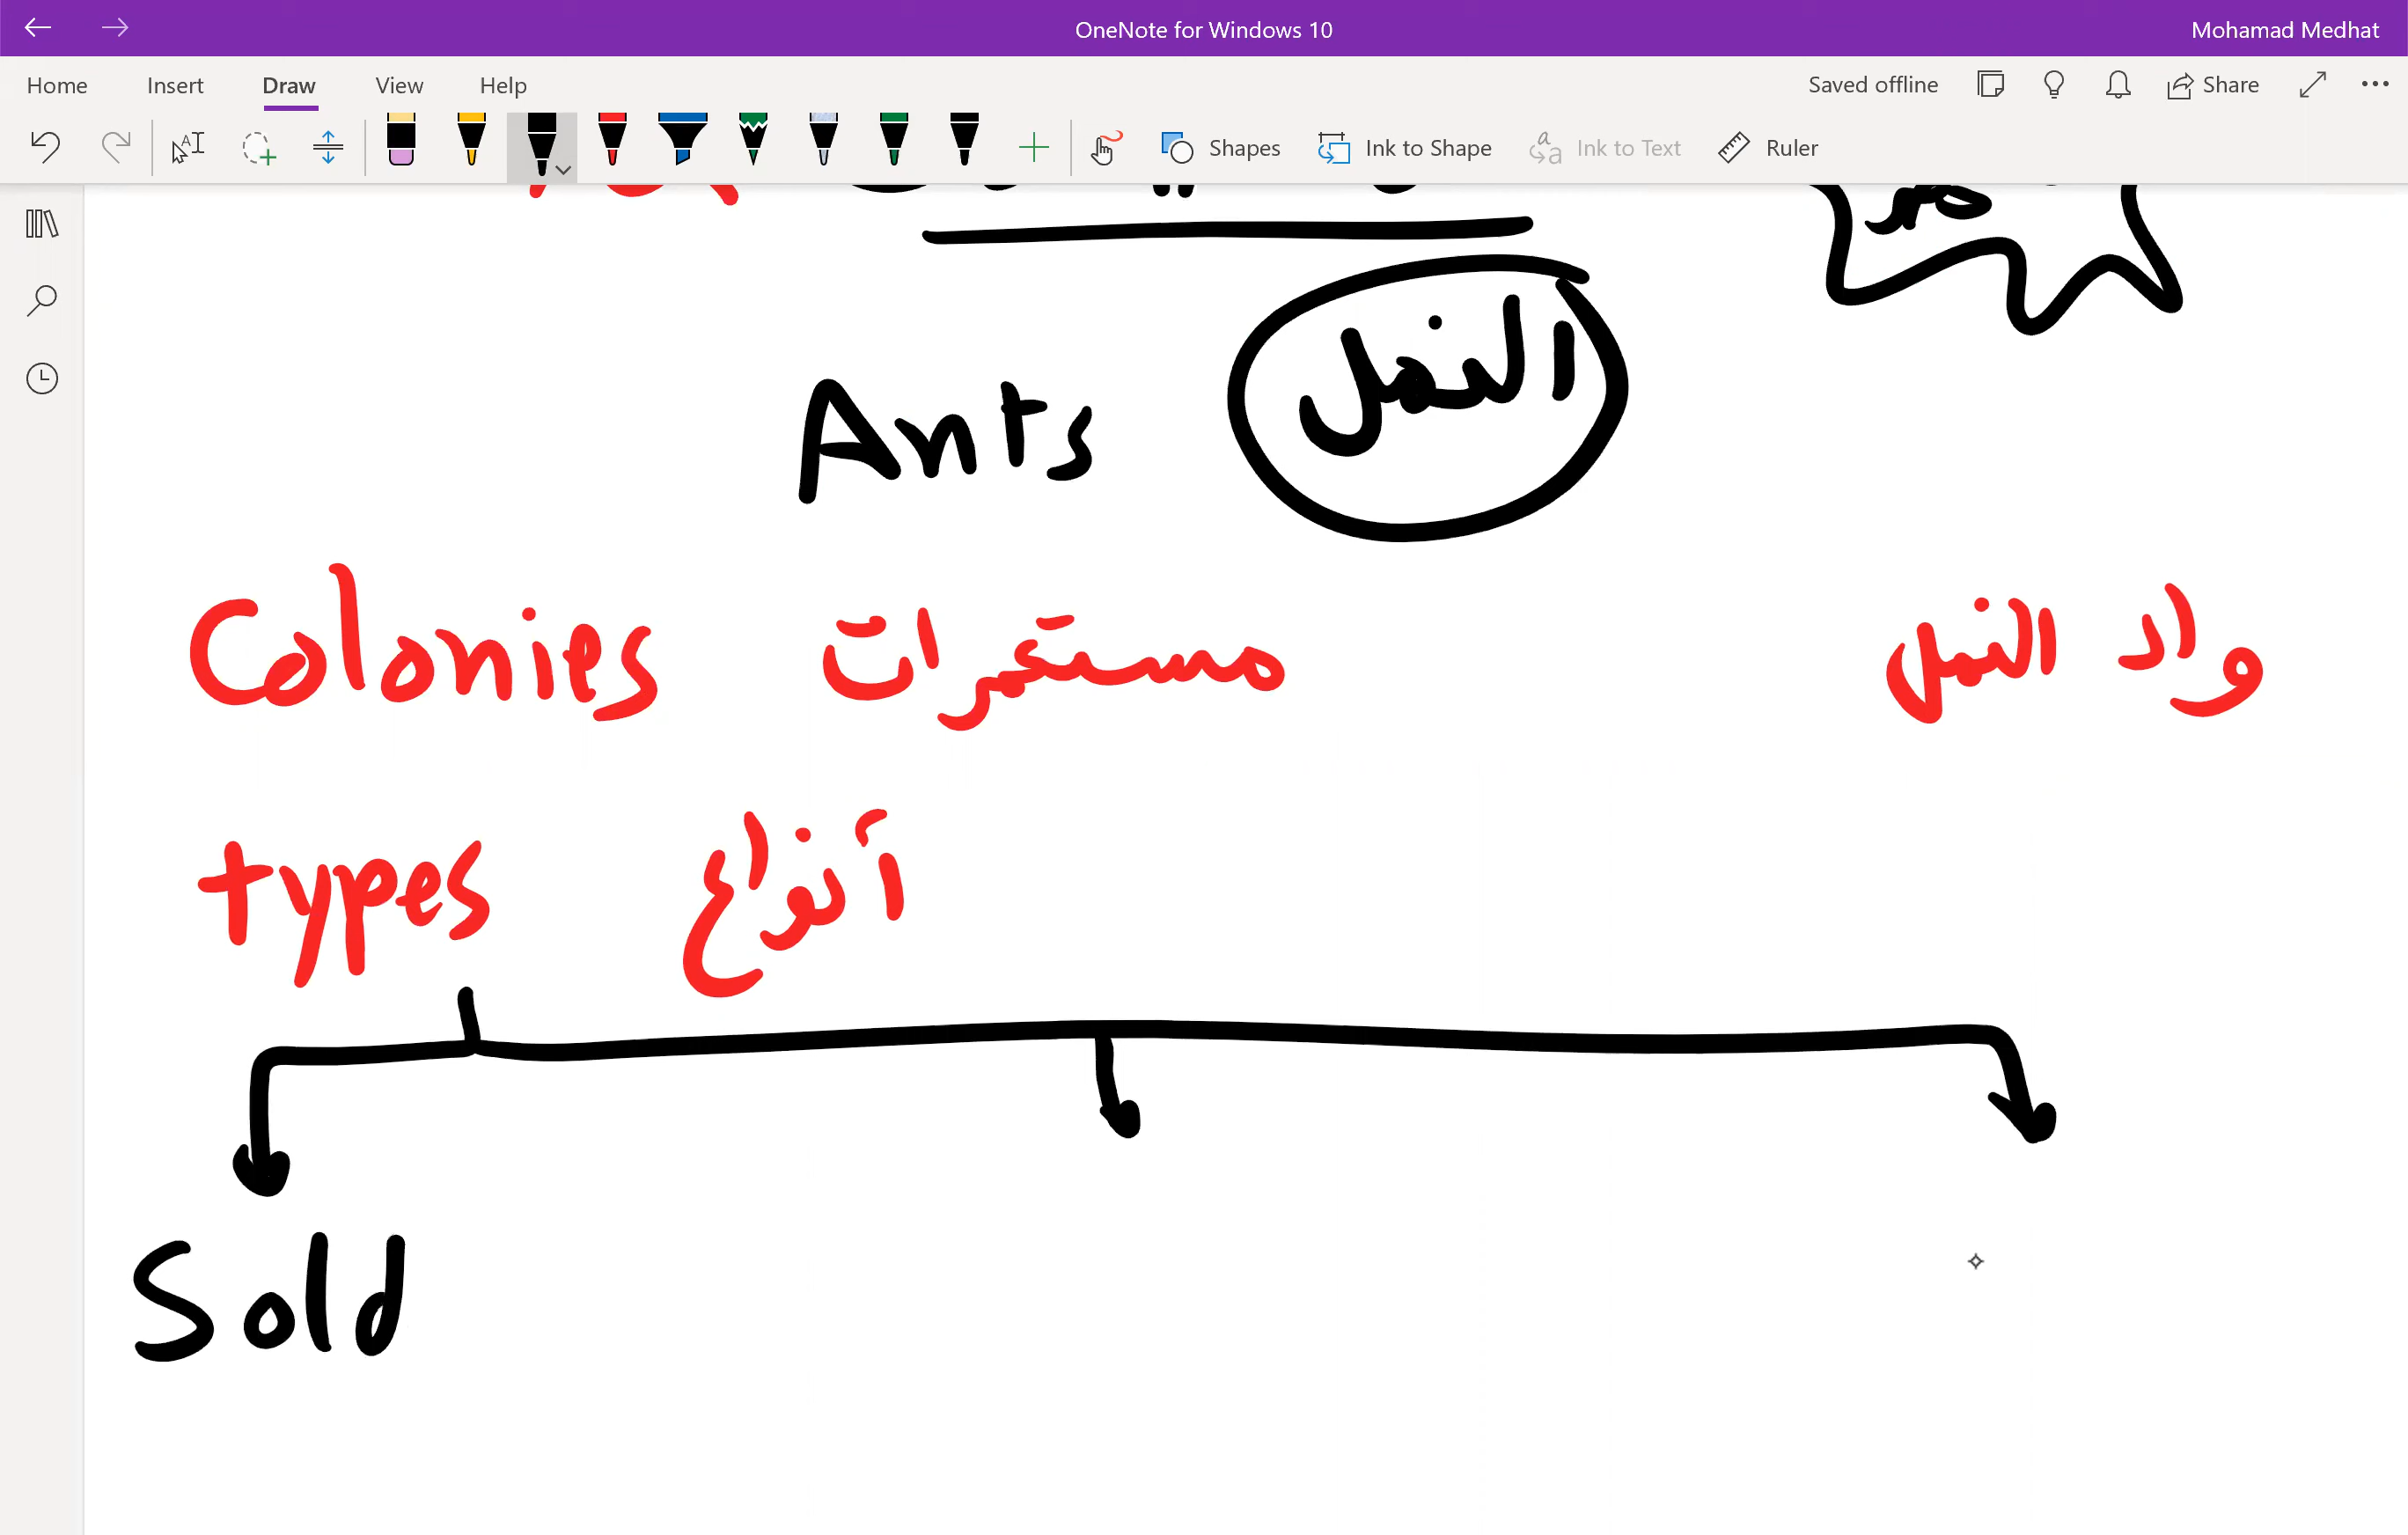 OneNote for Windows 10 Mohamad Medhat
Home Insert Draw View Help Saved offline Share
Shapes Ink to Shape Ink to Text Ruler
النمل
Ants
Colonies مستعمرات واد النمل
types أنواع
Sold